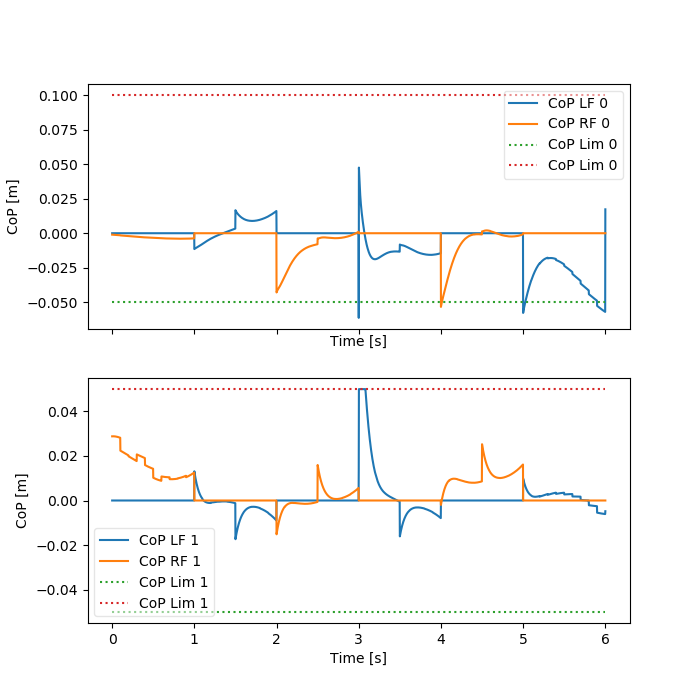 0.100
0.075
0.050
0.025
0.000
−0.025
−0.050
CoP [m]
CoP LF 0
CoP RF 0
CoP Lim 0
CoP Lim 0
Time [s]
0.04
0.02
0.00
−0.02
−0.04
CoP [m]
CoP LF 1
CoP RF 1
CoP Lim 1
CoP Lim 1
0 1 2 3 4 5 6
Time [s]